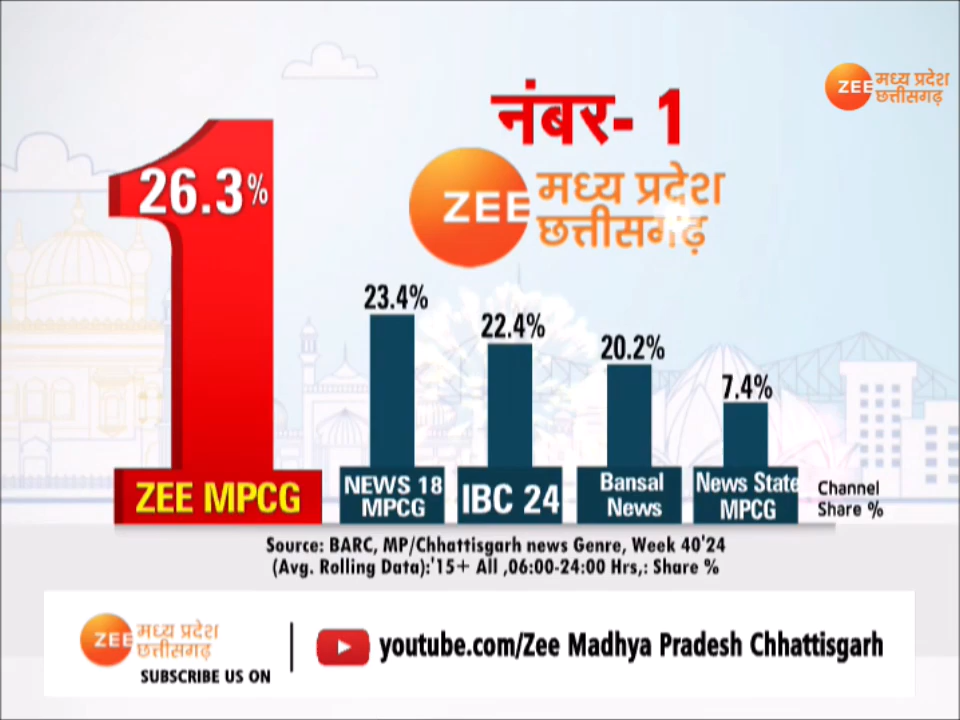 नंबर- 1
ZEE मध्य प्रदेश
छत्तीसगढ़
ZEE मध्य प्रदेश
छत्तीसगढ़
26.3%
23.4%
22.4%
20.2%
7.4%
ZEE MPCG
NEWS 18
MPCG
IBC 24
Bansal
News
News State
MPCG
Channel
Share %
Source: BARC, MP/Chhattisgarh news Genre, Week 40'24
(Avg. Rolling Data):'15+ All ,06:00-24:00 Hrs,: Share %
ZEE मध्य प्रदेश
छत्तीसगढ़
SUBSCRIBE US ON
youtube.com/Zee Madhya Pradesh Chhattisgarh